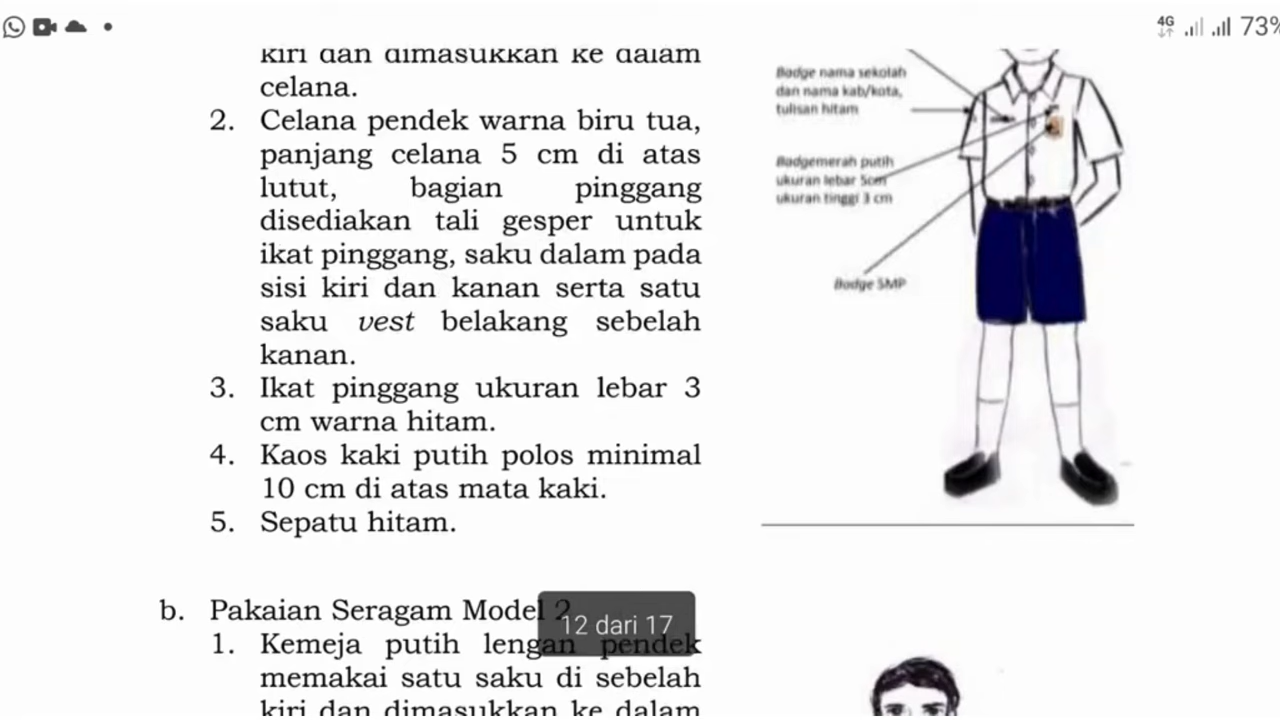 4G 73%
kiri dan dimasukkan ke dalam
celana.
2. Celana pendek warna biru tua,
panjang celana 5 cm di atas
lutut, bagian pinggang
disediakan tali gesper untuk
ikat pinggang, saku dalam pada
sisi kiri dan kanan serta satu
saku vest belakang sebelah
kanan.
3. Ikat pinggang ukuran lebar 3
cm warna hitam.
4. Kaos kaki putih polos minimal
10 cm di atas mata kaki.
5. Sepatu hitam.
Badge nama sekolah
dan nama kab/kota,
tulisan hitam
Badgemerah putih
ukuran lebar 5cm
ukuran tinggi 3 cm
Badge SMP
b. Pakaian Seragam Model 2
12 dari 17
1. Kemeja putih lengan pendek
memakai satu saku di sebelah
kiri dan dimasukkan ke dalam